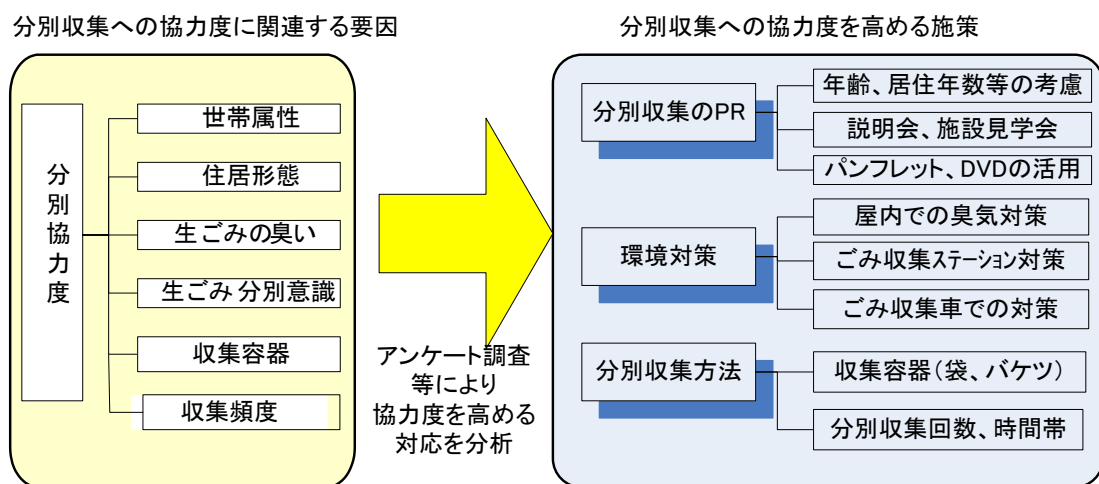 分別収集への協力度に関連する要因
分別協力度
世帯属性
住居形態
生ごみの臭い
生ごみ分別意識
収集容器
収集頻度
アンケート調査
等により
協力度を高める
対応を分析
分別収集への協力度を高める施策
分別収集のPR
年齢、居住年数等の考慮
説明会、施設見学会
パンフレット、DVDの活用
環境対策
屋内での臭気対策
ごみ収集ステーション対策
ごみ収集車での対策
分別収集方法
収集容器(袋、バケツ)
分別収集回数、時間帯